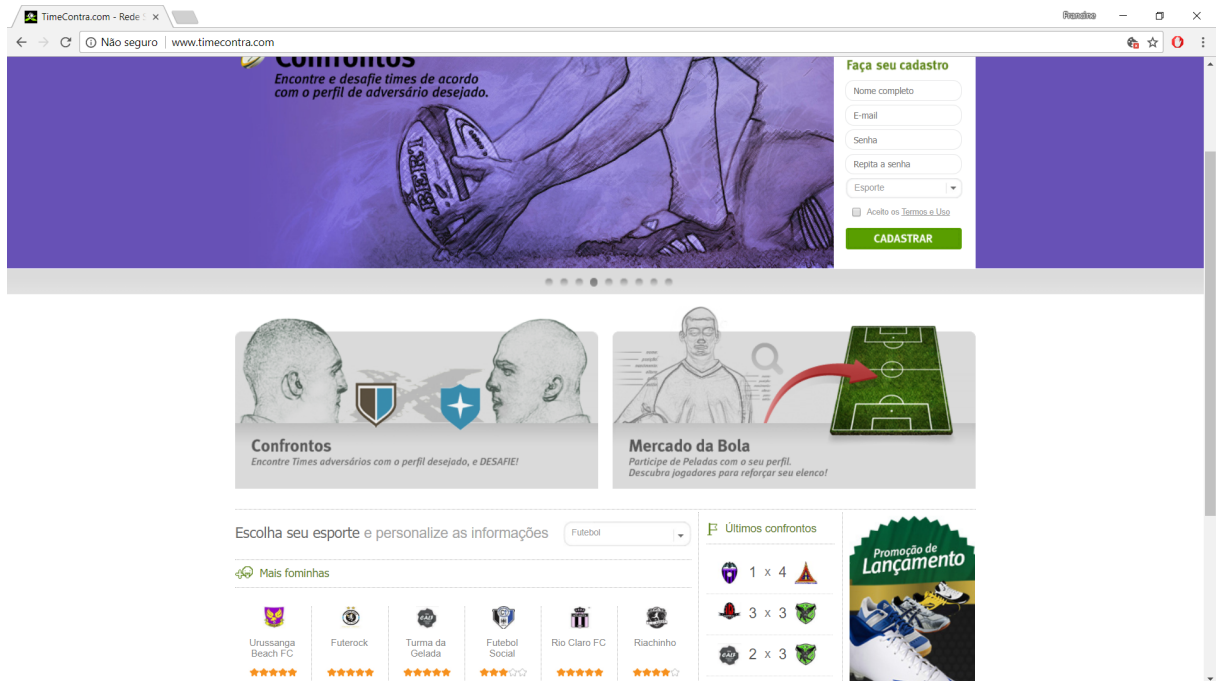 TimeContra.com - Rede
Francine
Não seguro
www.timecontra.com
Confrontos
Encontre e desafie times de acordo
com o perfil de adversário desejado.
Faça seu cadastro
Nome completo
E-mail
Senha
Repita a senha
Esporte
Aceito os Termos e Uso
CADASTRAR
Confrontos
Encontre Times adversários com o perfil desejado, e DESAFIE!
Mercado da Bola
Participe de Peladas com o seu perfil.
Descubra jogadores para reforçar seu elenco!
Escolha seu esporte e personalize as informações
Futebol
Mais fominhas
Urussanga
Beach FC
Futerock
Turma da
Gelada
Futebol
Social
Rio Claro FC
Riachinho
Últimos confrontos
1 x 4
3 x 3
2 x 3
Promoção de
Lançamento